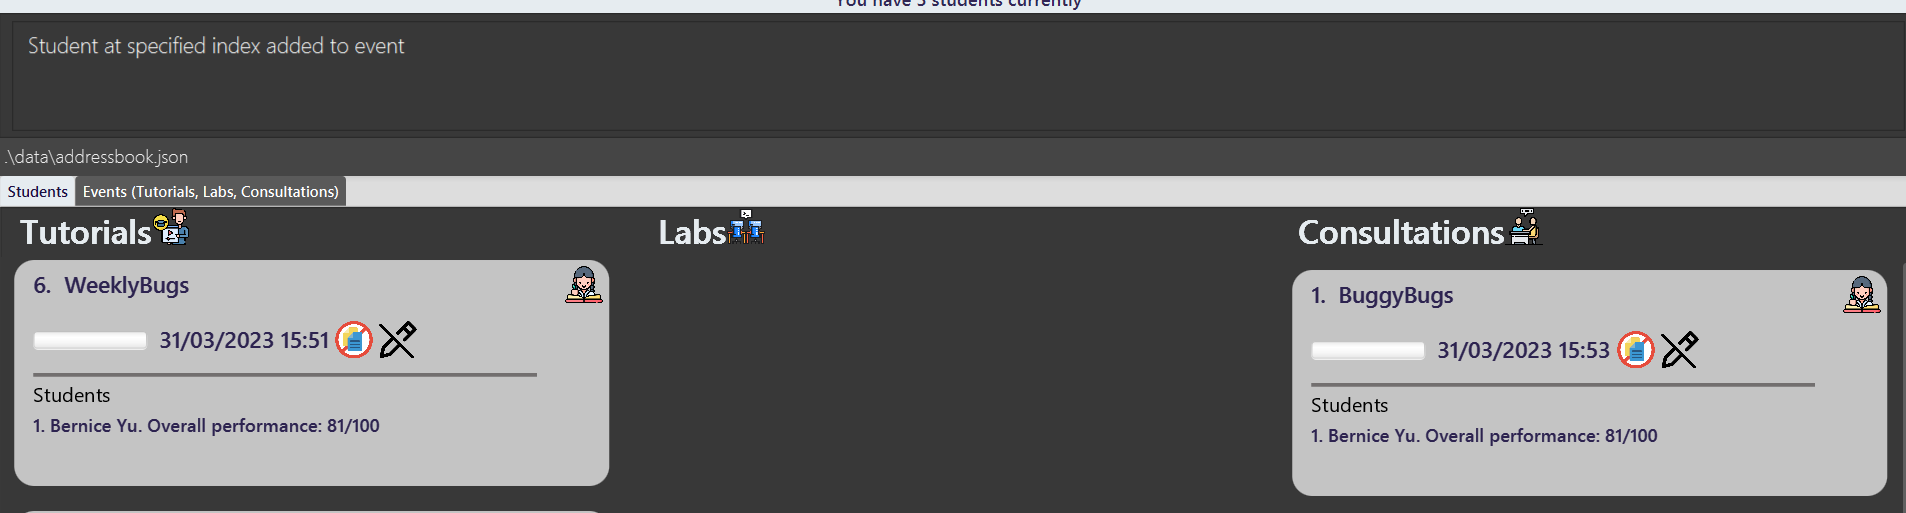 You have 5 students currently
Student at specified index added to event
.\data\addressbook.json
Students
Events (Tutorials, Labs, Consultations)
Tutorials
Labs
Consultations
6. WeeklyBugs
31/03/2023 15:51
Students
1. Bernice Yu. Overall performance: 81/100
1. BuggyBugs
31/03/2023 15:53
Students
1. Bernice Yu. Overall performance: 81/100